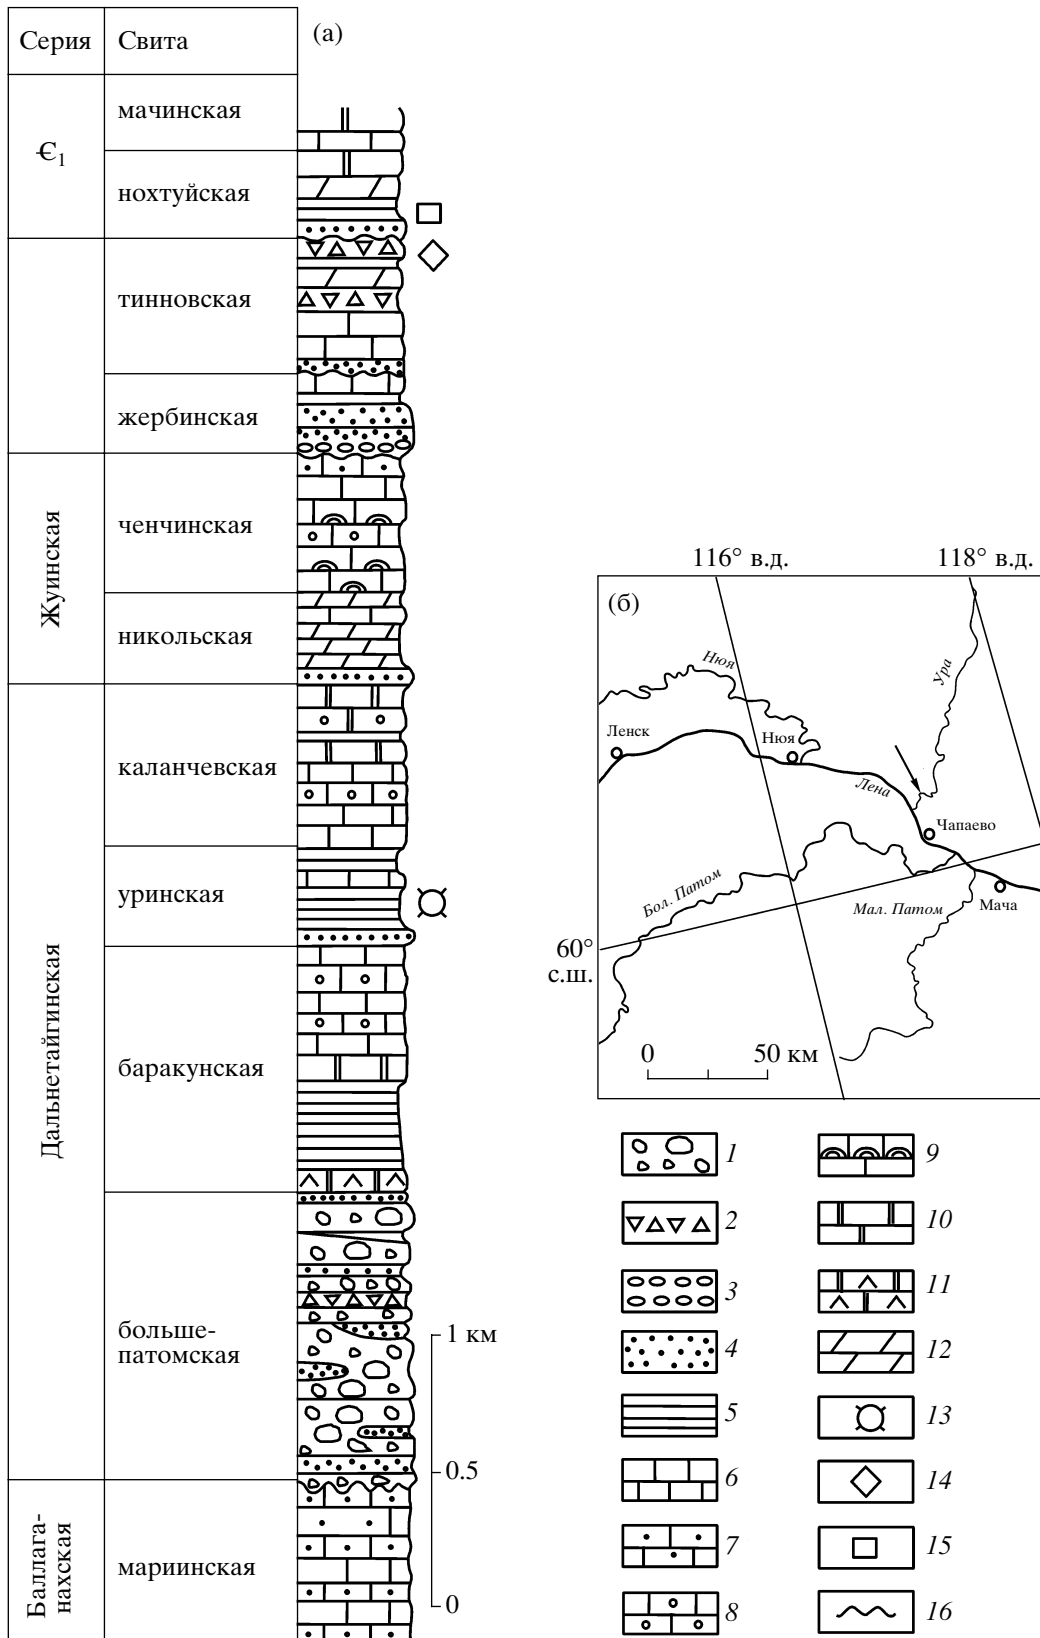 Серия
Свита
(а)
Є₁
мачинская
нохтуйская
тинновская
жербинская
Жуинская
ченчинская
никольская
Дальнетайгинская
каланчевская
уринская
баракунская
больше-
патомская
Баллага-
нахская
мариинская
1 км
0.5
0
116° в.д.
118° в.д.
(б)
Нюя
Ура
Ленск
Нюя
Лена
Чапаево
Бол. Патом
Мал. Патом
Мача
60°
с.ш.
0
50 км
1
2
3
4
5
6
7
8
9
10
11
12
13
14
15
16